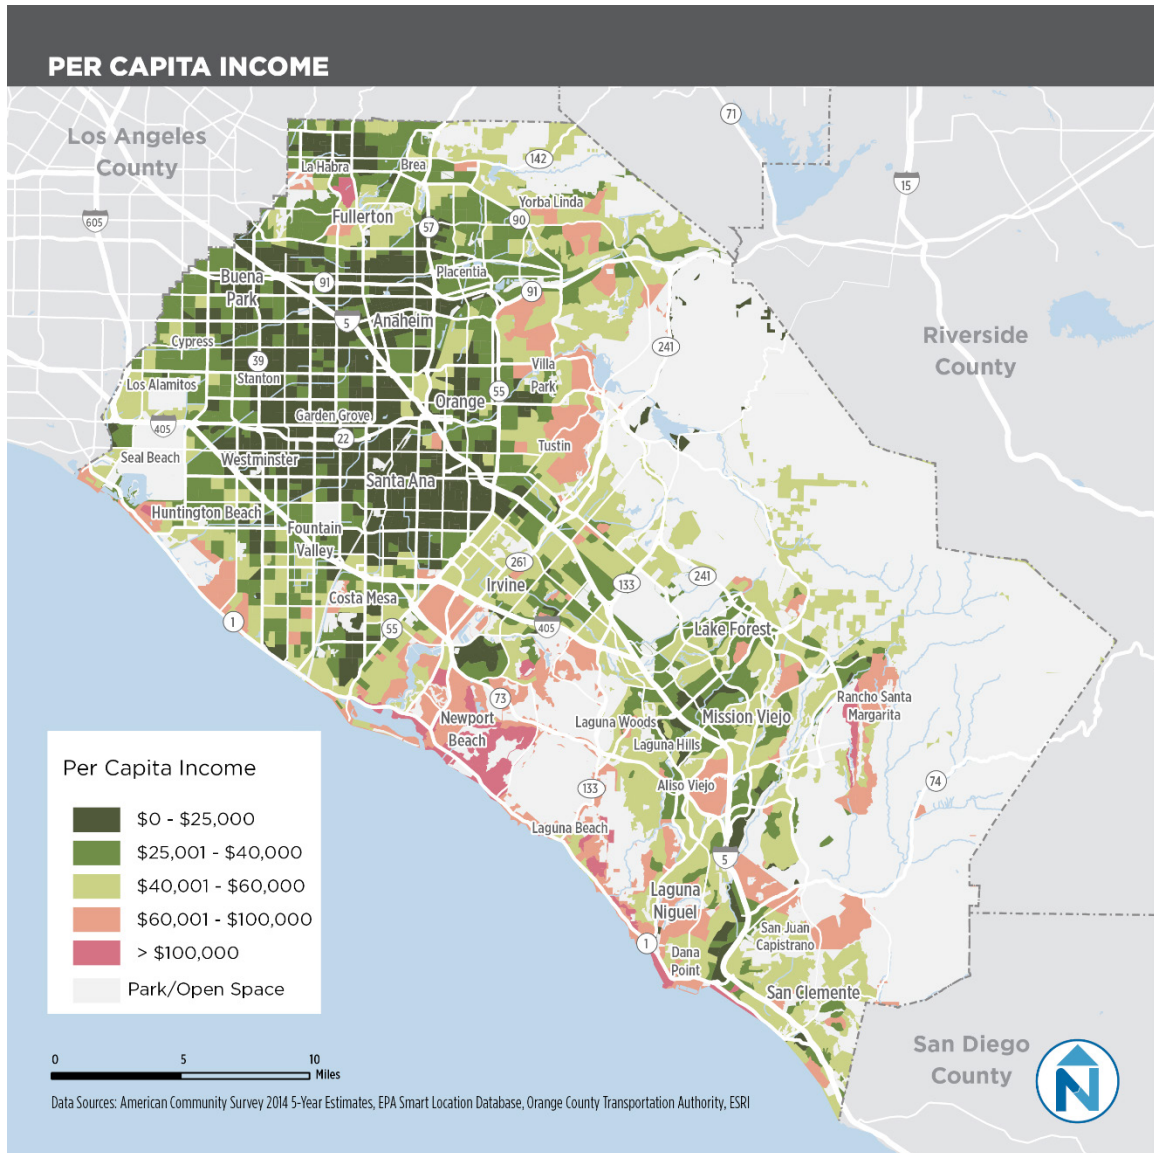 PER CAPITA INCOME
Los Angeles
County
71
142
La Habra
Brea
15
605
Yorba Linda
Fullerton
90
57
Placentia
Buena
Park
91
91
5
Anaheim
Riverside
County
Cypress
241
39
Villa
Park
Los Alamitos
Stanton
55
Orange
Garden Grove
405
22
Tustin
Seal Beach
Westminster
Santa Ana
Huntington Beach
Fountain
Valley
261
Irvine
133
241
Costa Mesa
1
55
405
Lake Forest
Rancho Santa
Margarita
73
Newport
Beach
Laguna Woods
Mission Viejo
Laguna Hills
Aliso Viejo
74
133
Laguna Beach
5
Laguna
Niguel
San Juan
Capistrano
1
Dana
Point
San Clemente
San Diego
County
N
Per Capita Income
$0 - $25,000
$25,001 - $40,000
$40,001 - $60,000
$60,001 - $100,000
> $100,000
Park/Open Space
0 5 10
Miles
Data Sources: American Community Survey 2014 5-Year Estimates, EPA Smart Location Database, Orange County Transportation Authority, ESRI